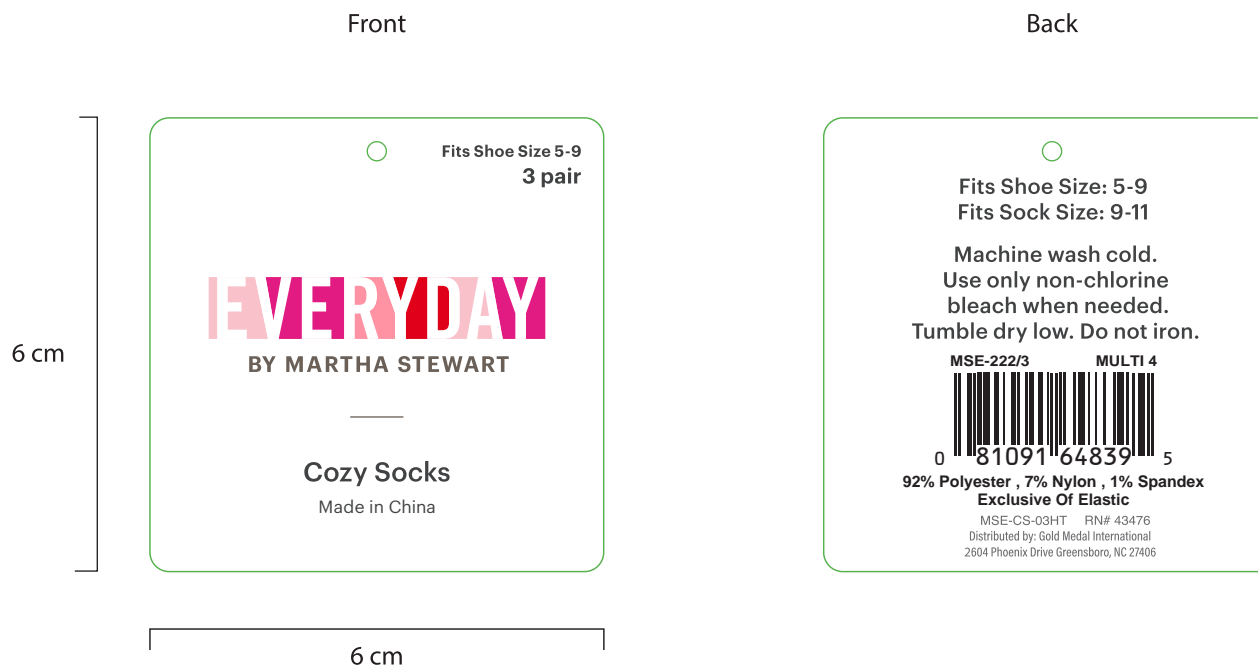 Front
Back
Fits Shoe Size 5-9
3 pair
EVERYDAY
BY MARTHA STEWART
Cozy Socks
Made in China
6 cm
6 cm
Fits Shoe Size: 5-9
Fits Sock Size: 9-11
Machine wash cold.
Use only non-chlorine
bleach when needed.
Tumble dry low. Do not iron.
MSE-222/3 MULTI 4
0 81091 64839 5
92% Polyester , 7% Nylon , 1% Spandex
Exclusive Of Elastic
MSE-CS-03HT RN# 43476
Distributed by: Gold Medal International
2604 Phoenix Drive Greensboro, NC 27406